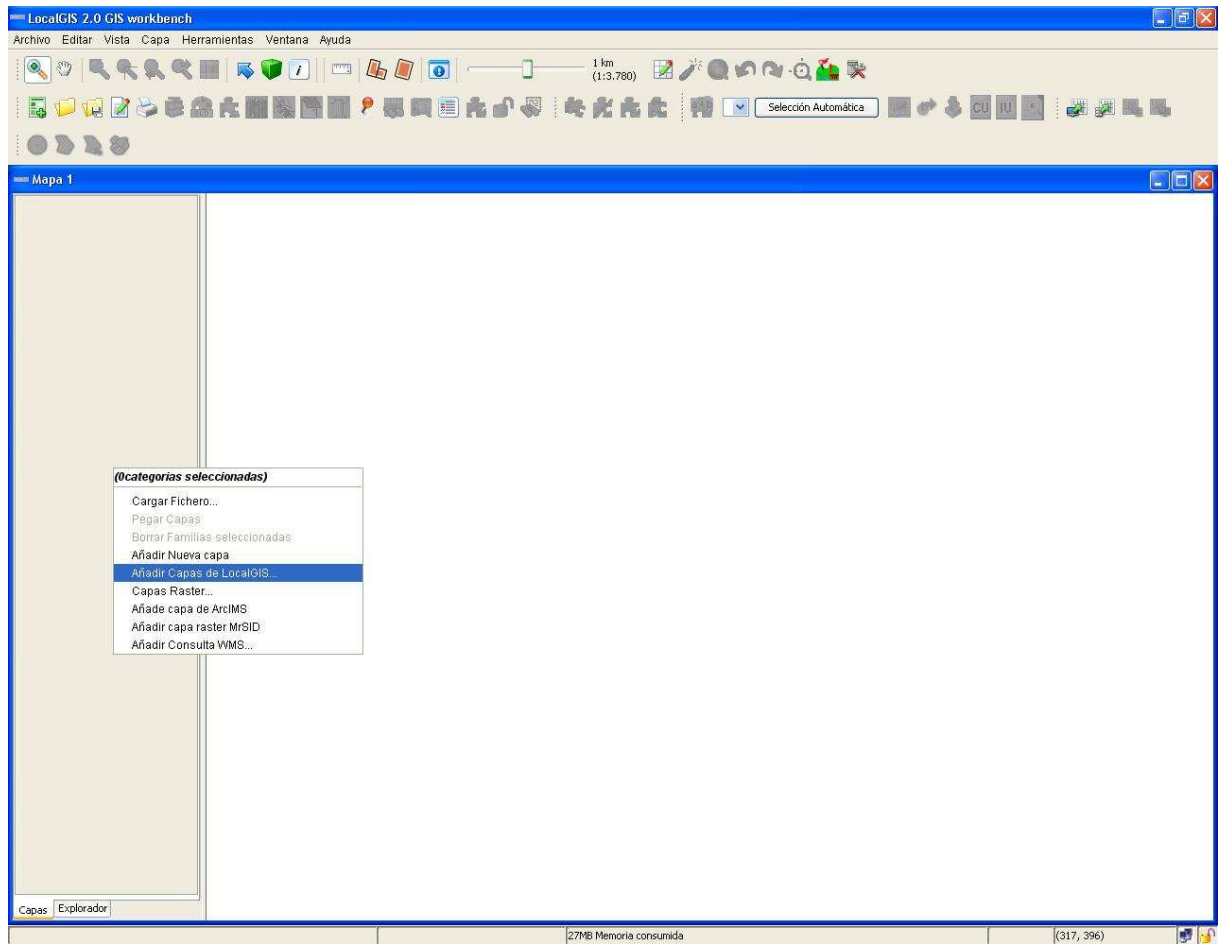 LocalGIS 2.0 GIS workbench
Archivo Editar Vista Capa Herramientas Ventana Ayuda
1 km
(1:3.780)
Selección Automática
CU IU
Mapa 1
(0categorias seleccionadas)
Cargar Fichero...
Pegar Capas
Borrar Familias seleccionadas
Añadir Nueva capa
Añadir Capas de LocalGIS...
Capas Raster...
Añade capa de ArcIMS
Añadir capa raster MrSID
Añadir Consulta WMS...
Capas Explorador
27MB Memoria consumida
(317, 396)